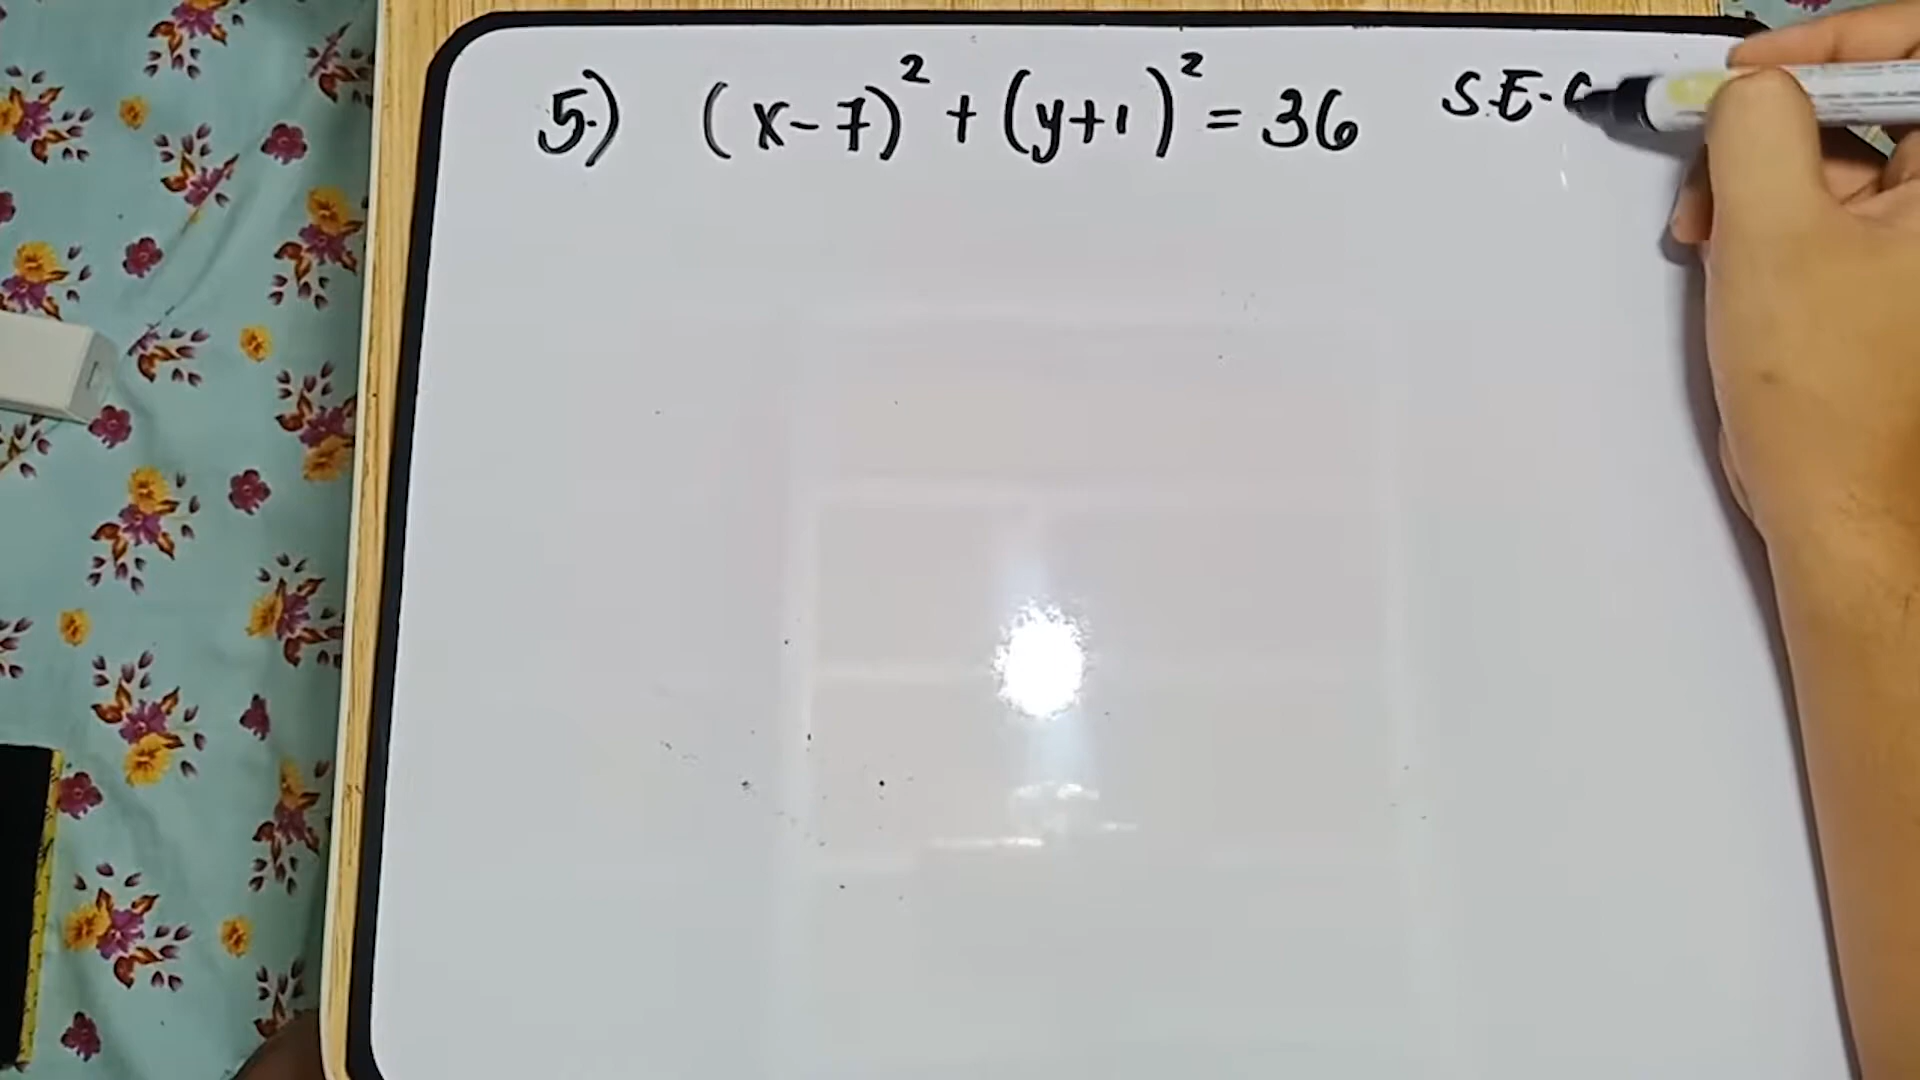 5.) (x-7)² + (y+1)² = 36 S.E.C